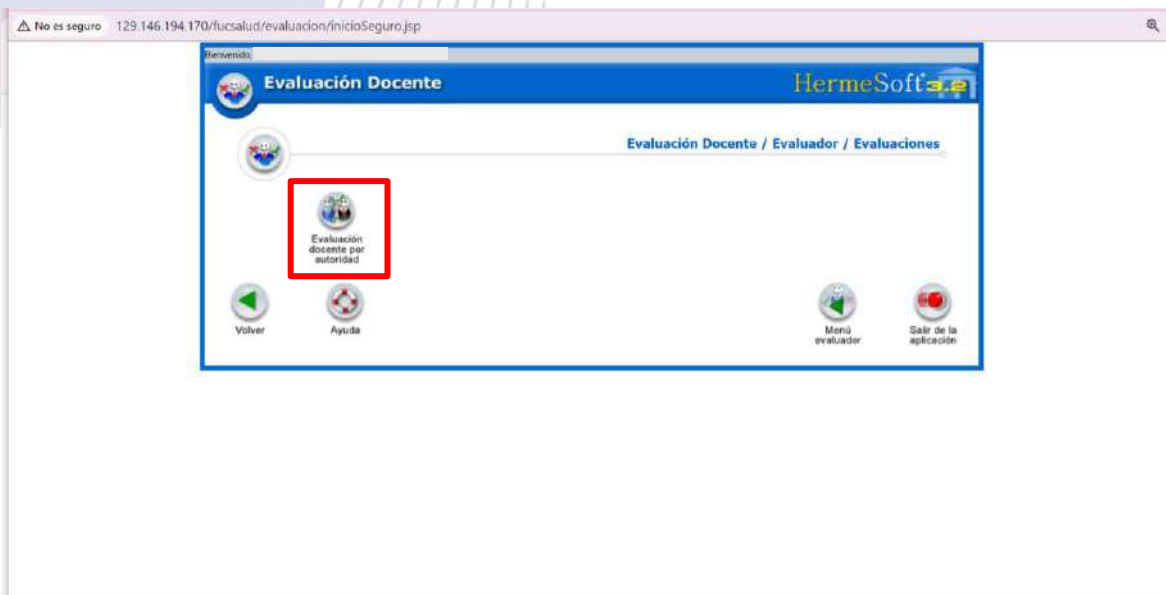 No es seguro 129.146.194.170/fucsalud/evaluacion/inicioSeguro.jsp
Bienvenido:
Evaluación Docente
HermeSoft 3.2
Evaluación Docente / Evaluador / Evaluaciones
Evaluación
docente por
autoridad
Volver
Ayuda
Menú
evaluador
Salir de la
aplicación